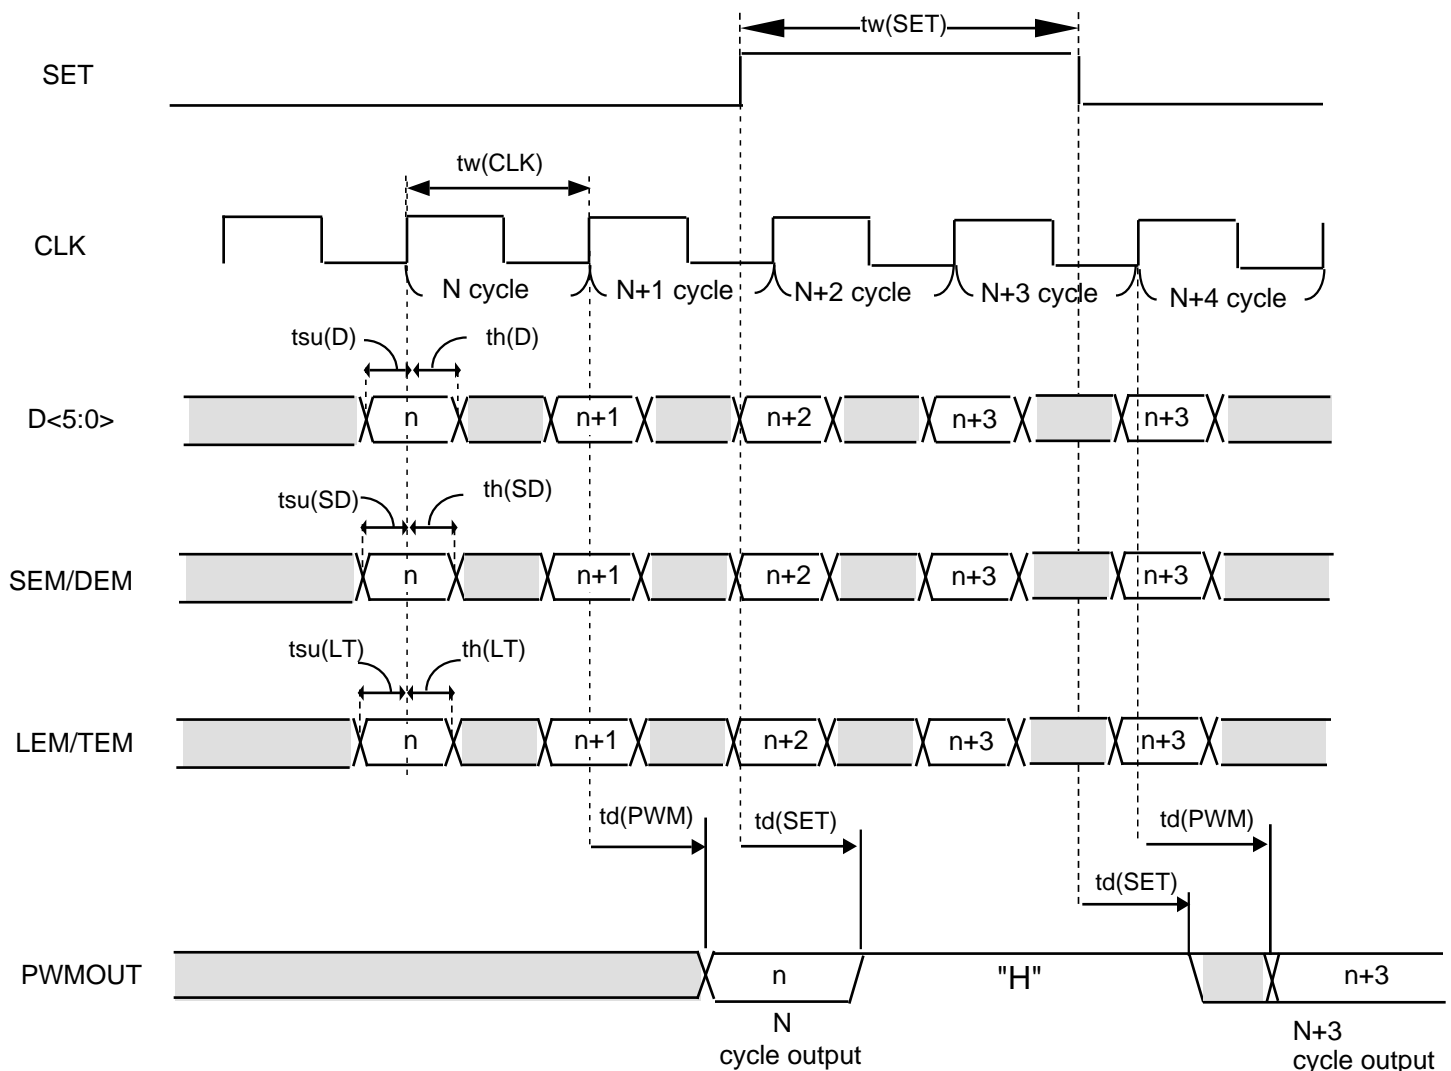 tw(SET)
SET
tw(CLK)
CLK
N cycle
N+1 cycle
N+2 cycle
N+3 cycle
N+4 cycle
tsu(D)
th(D)
D<5:0>
n
n+1
n+2
n+3
n+3
tsu(SD)
th(SD)
SEM/DEM
n
n+1
n+2
n+3
n+3
tsu(LT)
th(LT)
LEM/TEM
n
n+1
n+2
n+3
n+3
td(PWM)
td(SET)
td(PWM)
td(SET)
PWMOUT
n
"H"
n+3
N
cycle output
N+3
cycle output